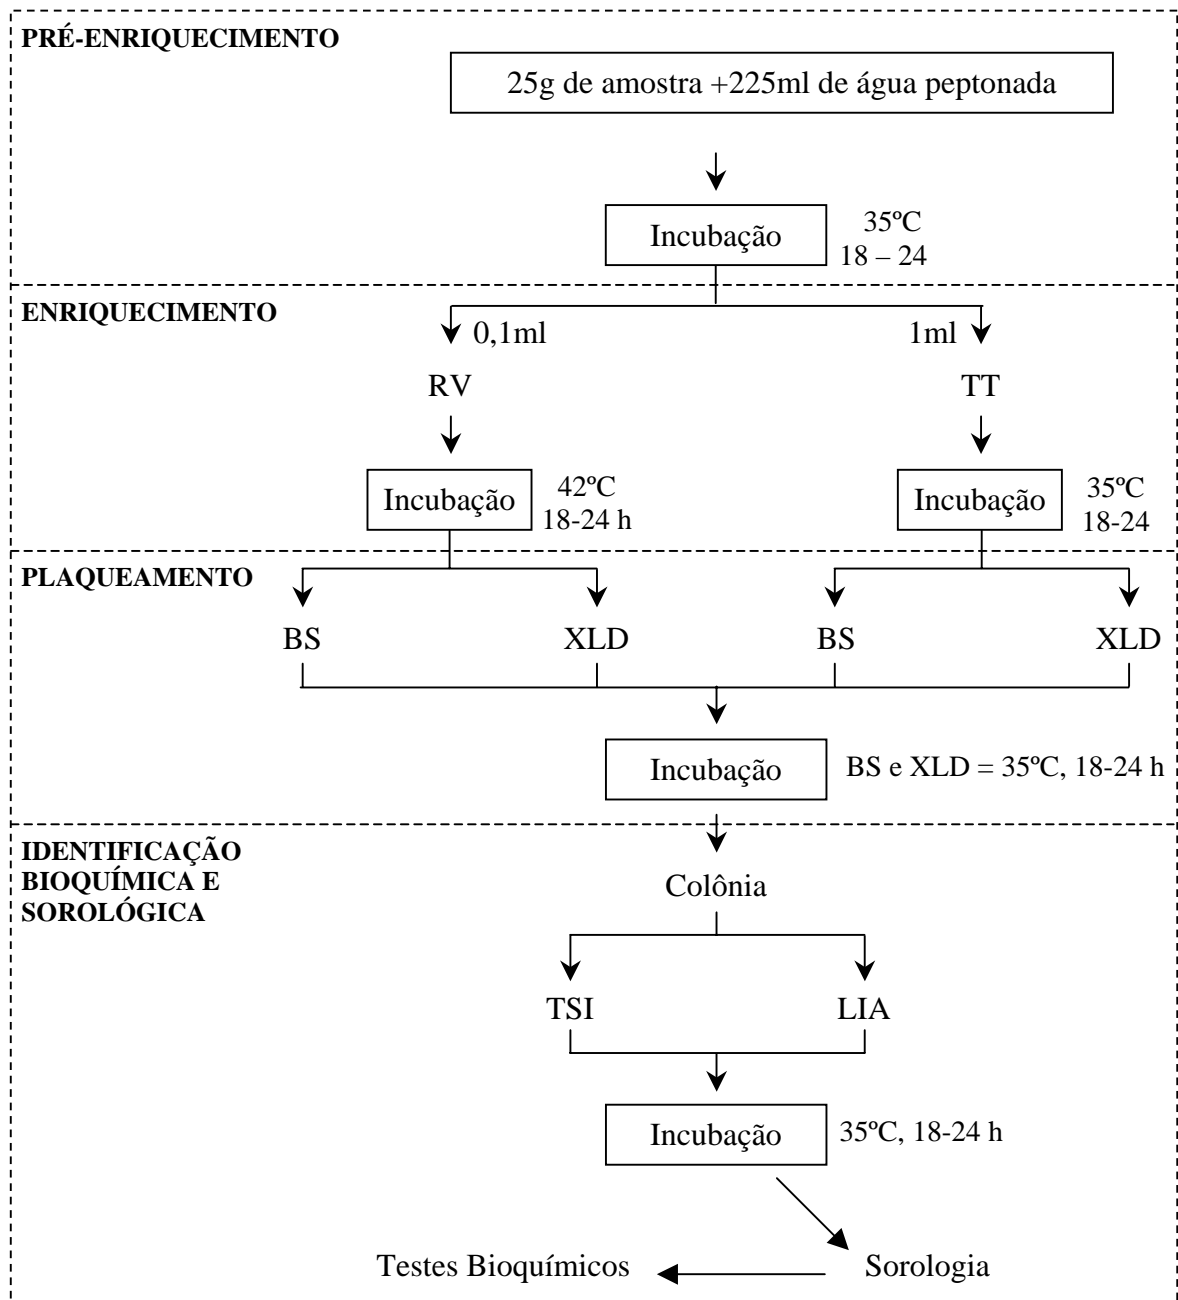 PRÉ-ENRIQUECIMENTO
25g de amostra +225ml de água peptonada
Incubação
35ºC
18 – 24
ENRIQUECIMENTO
0,1ml
1ml
RV
TT
Incubação
42ºC
18-24 h
Incubação
35ºC
18-24
PLAQUEAMENTO
BS
XLD
BS
XLD
Incubação
BS e XLD = 35ºC, 18-24 h
IDENTIFICAÇÃO
BIOQUÍMICA E
SOROLÓGICA
Colônia
TSI
LIA
Incubação
35ºC, 18-24 h
Testes Bioquímicos
Sorologia